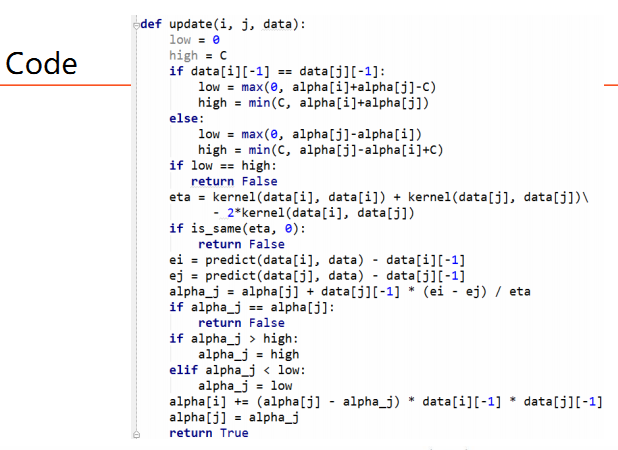 Code
def update(i, j, data):
    low = 0
    high = C
    if data[i][-1] == data[j][-1]:
        low = max(0, alpha[i]+alpha[j]-C)
        high = min(C, alpha[i]+alpha[j])
    else:
        low = max(0, alpha[j]-alpha[i])
        high = min(C, alpha[j]-alpha[i]+C)
    if low == high:
        return False
    eta = kernel(data[i], data[i]) + kernel(data[j], data[j])\
          - 2*kernel(data[i], data[j])
    if is_same(eta, 0):
        return False
    ei = predict(data[i], data) - data[i][-1]
    ej = predict(data[j], data) - data[j][-1]
    alpha_j = alpha[j] + data[j][-1] * (ei - ej) / eta
    if alpha_j == alpha[j]:
        return False
    if alpha_j > high:
        alpha_j = high
    elif alpha_j < low:
        alpha_j = low
    alpha[i] += (alpha[j] - alpha_j) * data[i][-1] * data[j][-1]
    alpha[j] = alpha_j
    return True